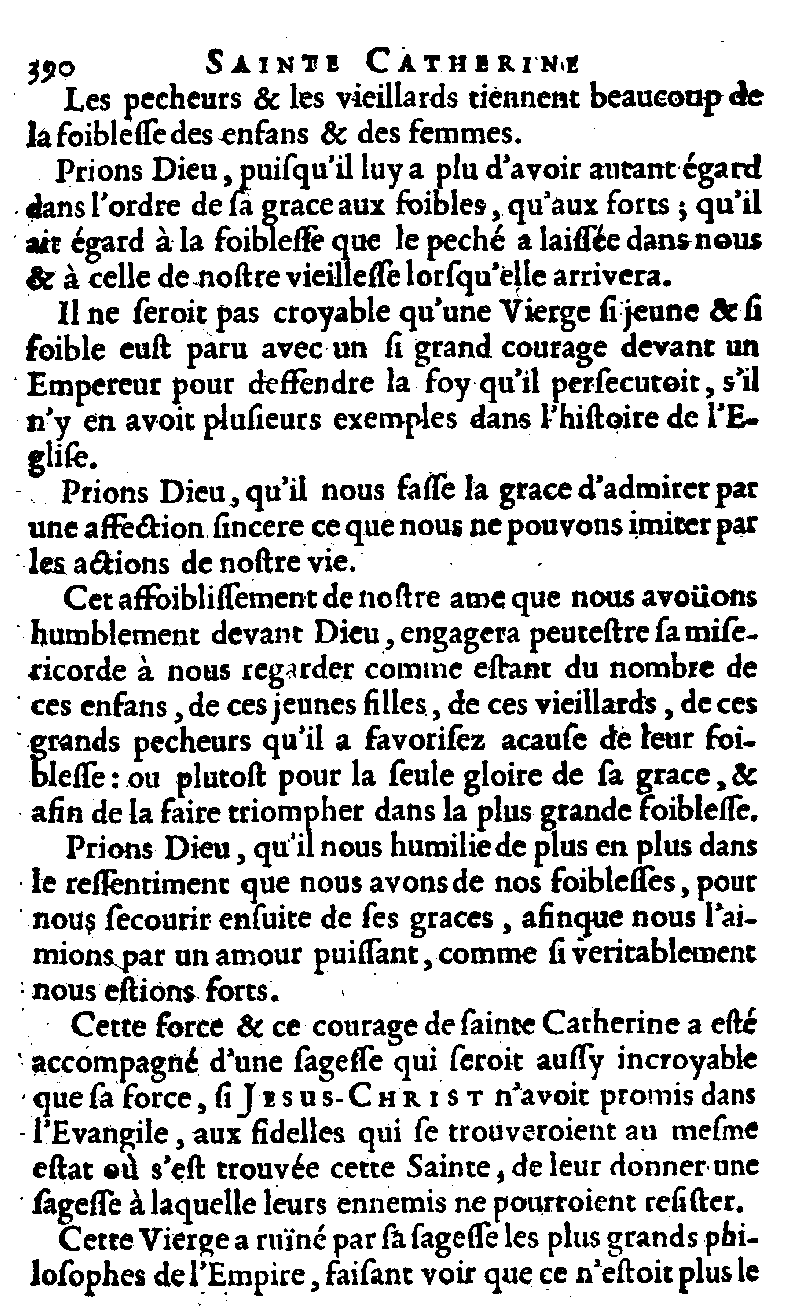 390 SAINTE CATHERINE
Les pecheurs & les vieillards tiennent beaucoup de
la foibleſſe des enfans & des femmes.
Prions Dieu, puiſqu'il luy a plu d'avoir autant égard
dans l'ordre de ſa grace aux foibles, qu'aux forts ; qu'il
ait égard à la foibleſſe que le peché a laiſſée dans nous
& à celle de noſtre vieilleſſe lorſqu'elle arrivera.
Il ne ſeroit pas croyable qu'une Vierge ſi jeune & ſi
foible euſt paru avec un ſi grand courage devant un
Empereur pour deffendre la foy qu'il perſecutoit, s'il
n'y en avoit pluſieurs exemples dans l'hiſtoire de l'E-
gliſe.
Prions Dieu, qu'il nous faſſe la grace d'admirer par
une affection ſincere ce que nous ne pouvons imiter par
les actions de noſtre vie.
Cet affoibliſſement de noſtre ame que nous avoüons
humblement devant Dieu, engagera peuteſtre ſa miſe-
ricorde à nous regarder comme eſtant du nombre de
ces enfans, de ces jeunes filles, de ces vieillards, de ces
grands pecheurs qu'il a favoriſez acauſe de leur foi-
bleſſe : ou plutoſt pour la ſeule gloire de ſa grace, &
afin de la faire triompher dans la plus grande foibleſſe.
Prions Dieu, qu'il nous humilie de plus en plus dans
le reſſentiment que nous avons de nos foibleſſes, pour
nous ſecourir enſuite de ſes graces, afinque nous l'ai-
mions par un amour puiſſant, comme ſi veritablement
nous eſtions forts.
Cette force & ce courage de ſainte Catherine a eſté
accompagné d'une ſageſſe qui ſeroit auſſy incroyable
que ſa force, ſi JESUS-CHRIST n'avoit promis dans
l'Evangile, aux fidelles qui ſe trouveroient au meſme
eſtat où s'eſt trouvée cette Sainte, de leur donner une
ſageſſe à laquelle leurs ennemis ne pourroient reſiſter.
Cette Vierge a ruïné par ſa ſageſſe les plus grands phi-
loſophes de l'Empire, faiſant voir que ce n'eſtoit plus le